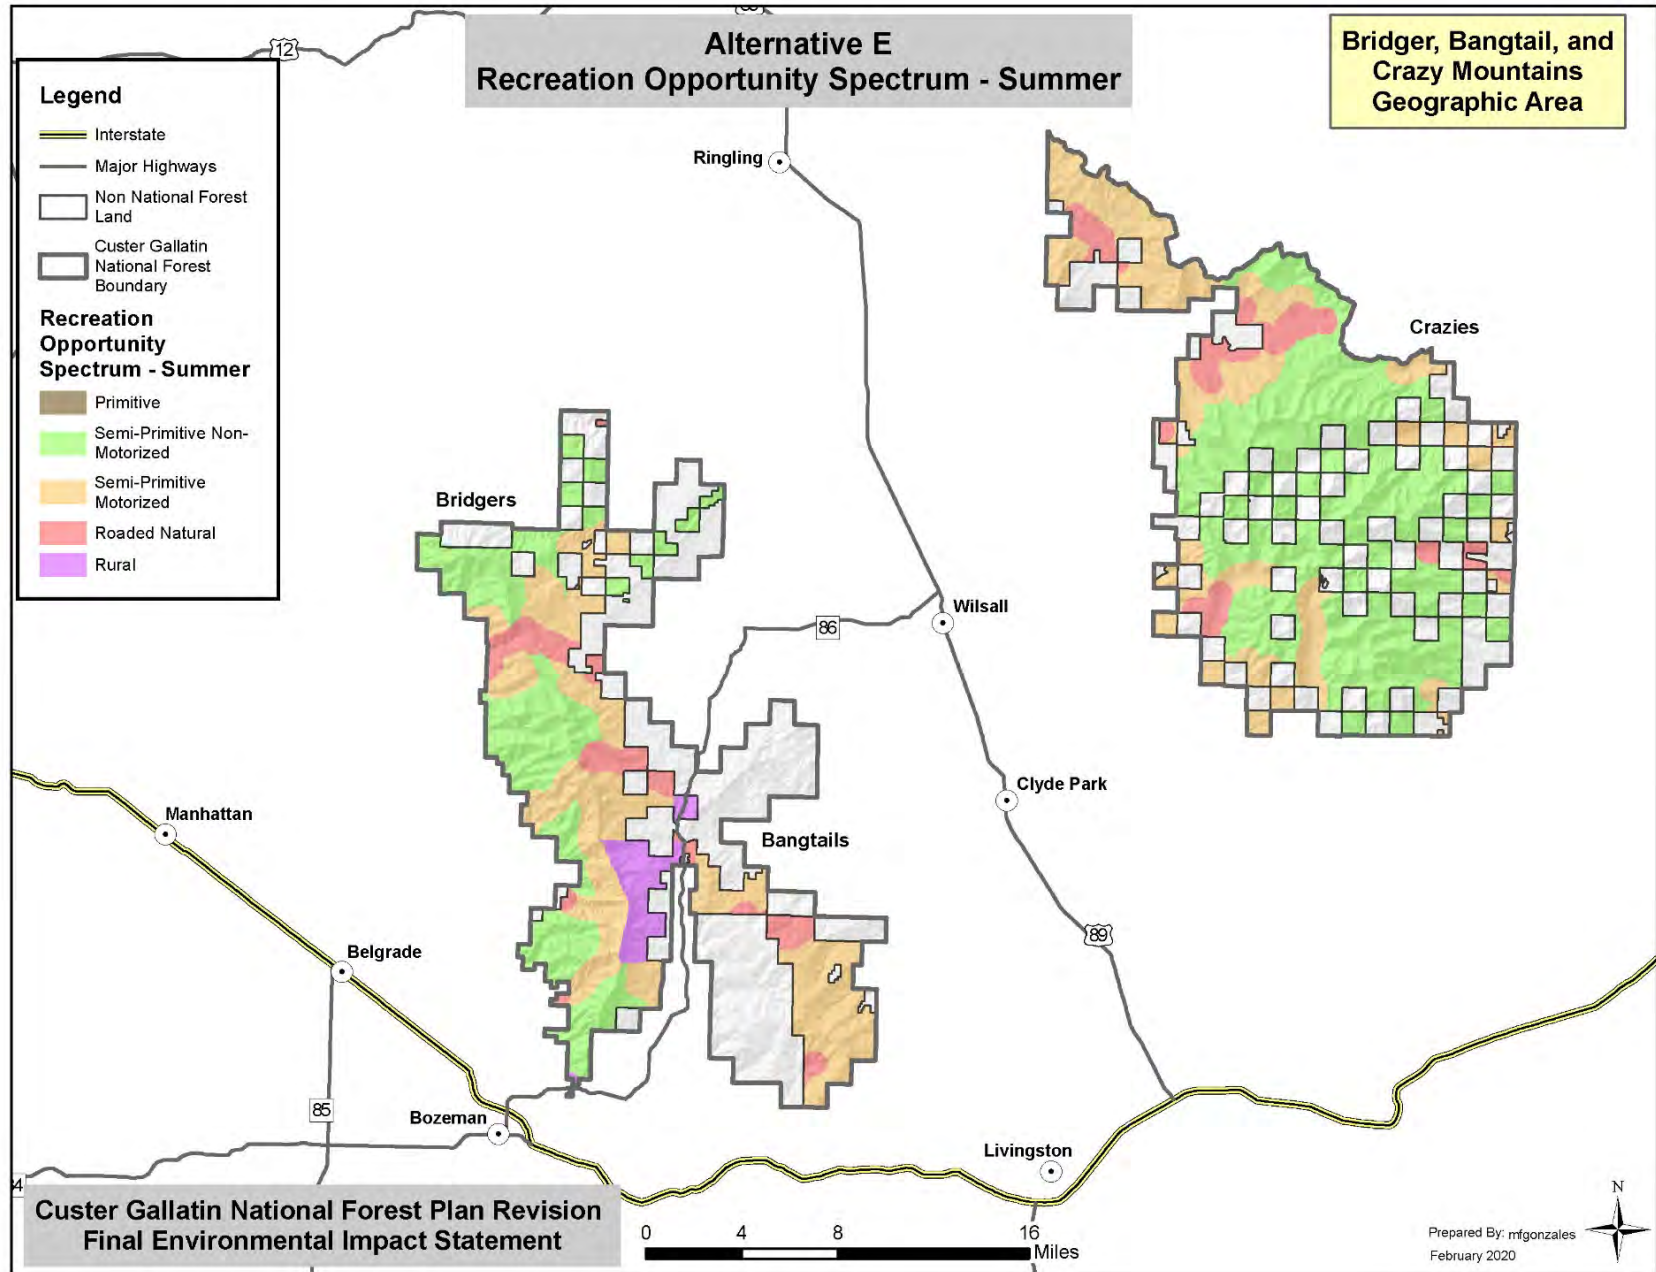 Alternative E
Recreation Opportunity Spectrum - Summer
Bridger, Bangtail, and
Crazy Mountains
Geographic Area
12
Legend
Interstate
Major Highways
Non National Forest
Land
Custer Gallatin
National Forest
Boundary
Recreation
Opportunity
Spectrum - Summer
Primitive
Semi-Primitive Non-
Motorized
Semi-Primitive
Motorized
Roaded Natural
Rural
Ringling
Crazies
Bridgers
Wilsall
86
Clyde Park
Manhattan
Bangtails
89
Belgrade
85
Bozeman
Livingston
Custer Gallatin National Forest Plan Revision
Final Environmental Impact Statement
0 4 8 16
Miles
N
Prepared By: mfgonzales
February 2020